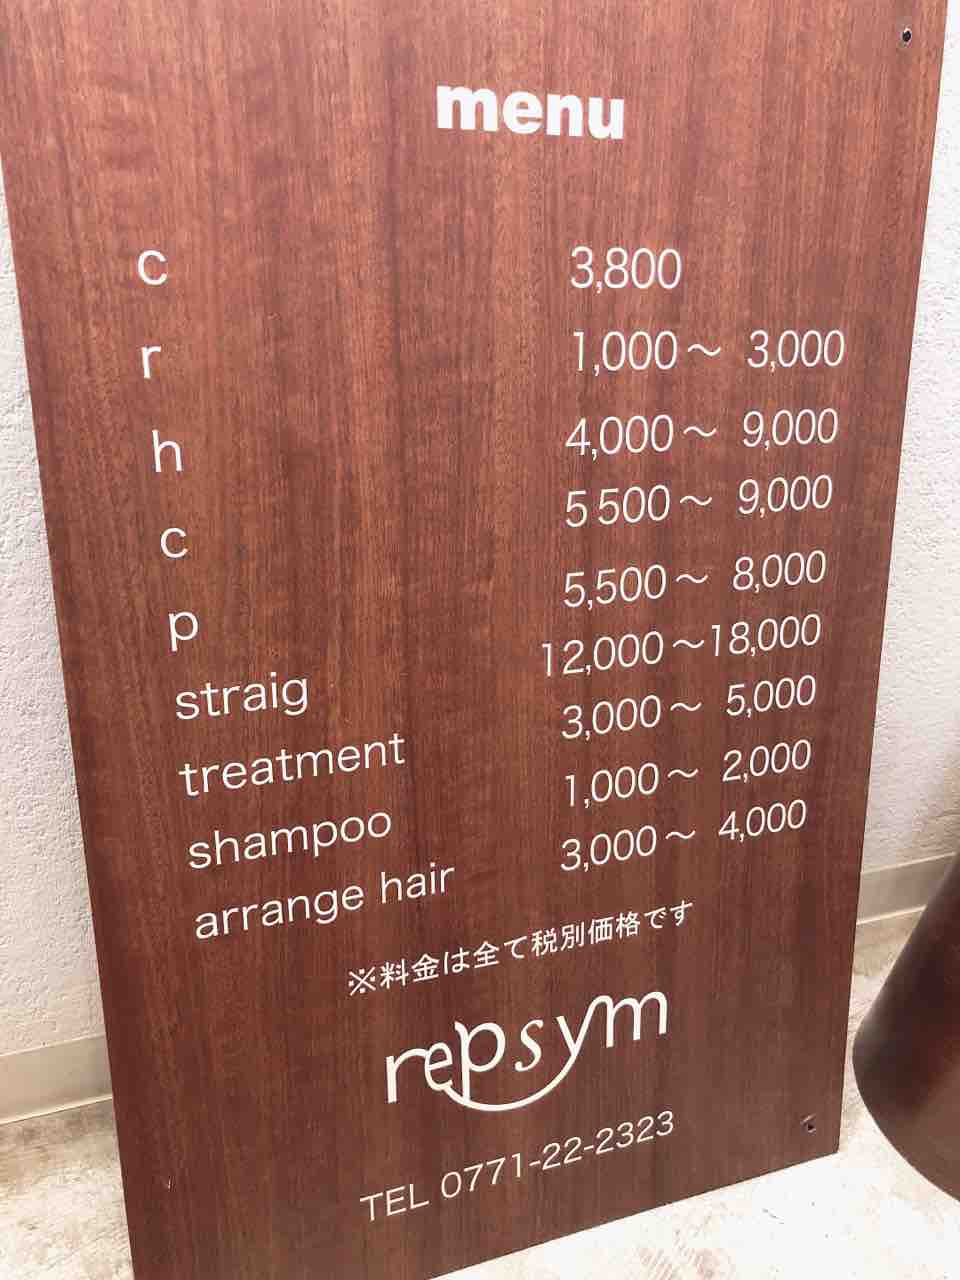 menu
c 3,800
r 1,000～ 3,000
h 4,000～ 9,000
c 5 500～ 9,000
p 5,500～ 8,000
straig 12,000～18,000
treatment 3,000～ 5,000
shampoo 1,000～ 2,000
arrange hair 3,000～ 4,000
※料金は全て税別価格です
repsym
TEL 0771-22-2323